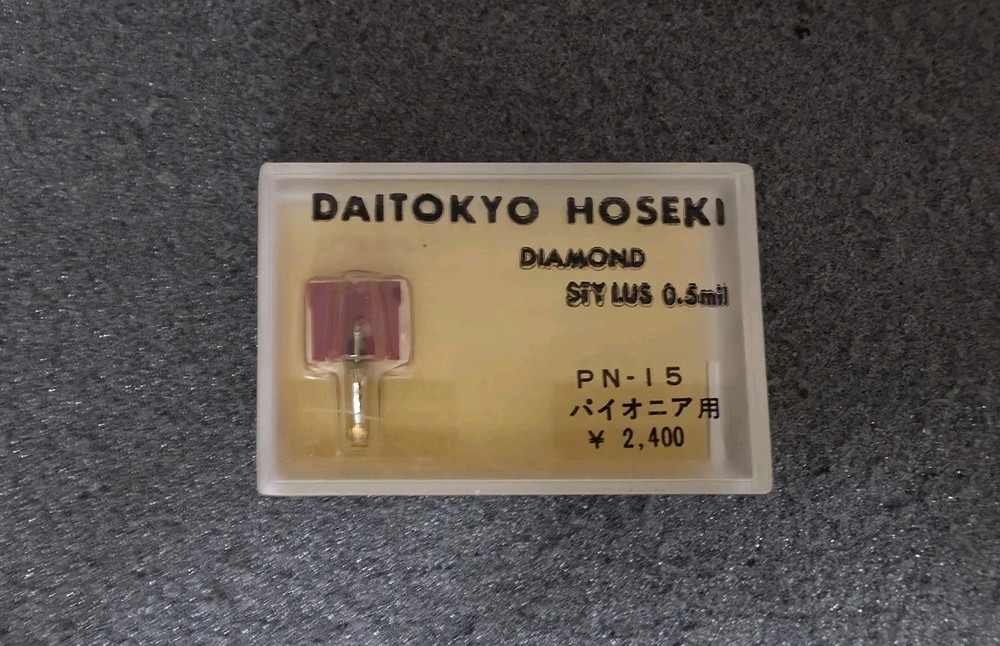 DAITOKYO HOSEKI
DIAMOND
STYLUS 0.5mil
PN-15
パイオニア用
¥ 2,400